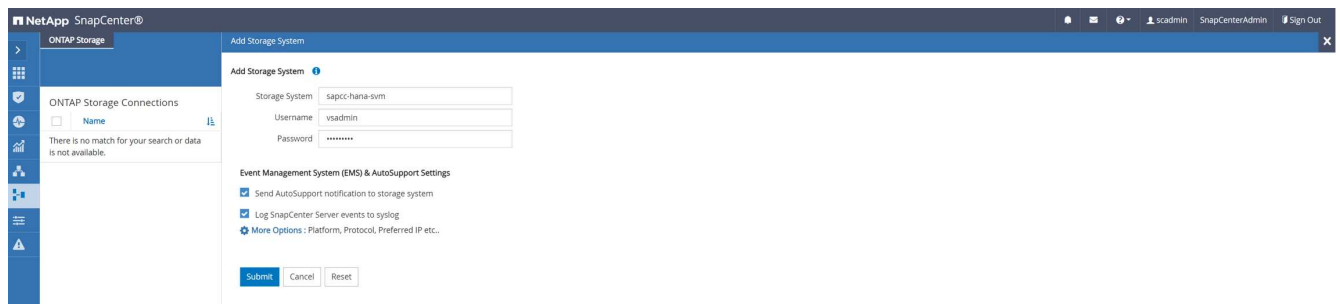 NetApp SnapCenter®
scadmin SnapCenterAdmin Sign Out
ONTAP Storage
Add Storage System
ONTAP Storage Connections
Name
There is no match for your search or data
is not available.
Add Storage System
Storage System sapcc-hana-svm
Username vsadmin
Password •••••••••
Event Management System (EMS) & AutoSupport Settings
Send AutoSupport notification to storage system
Log SnapCenter Server events to syslog
More Options : Platform, Protocol, Preferred IP etc..
Submit Cancel Reset